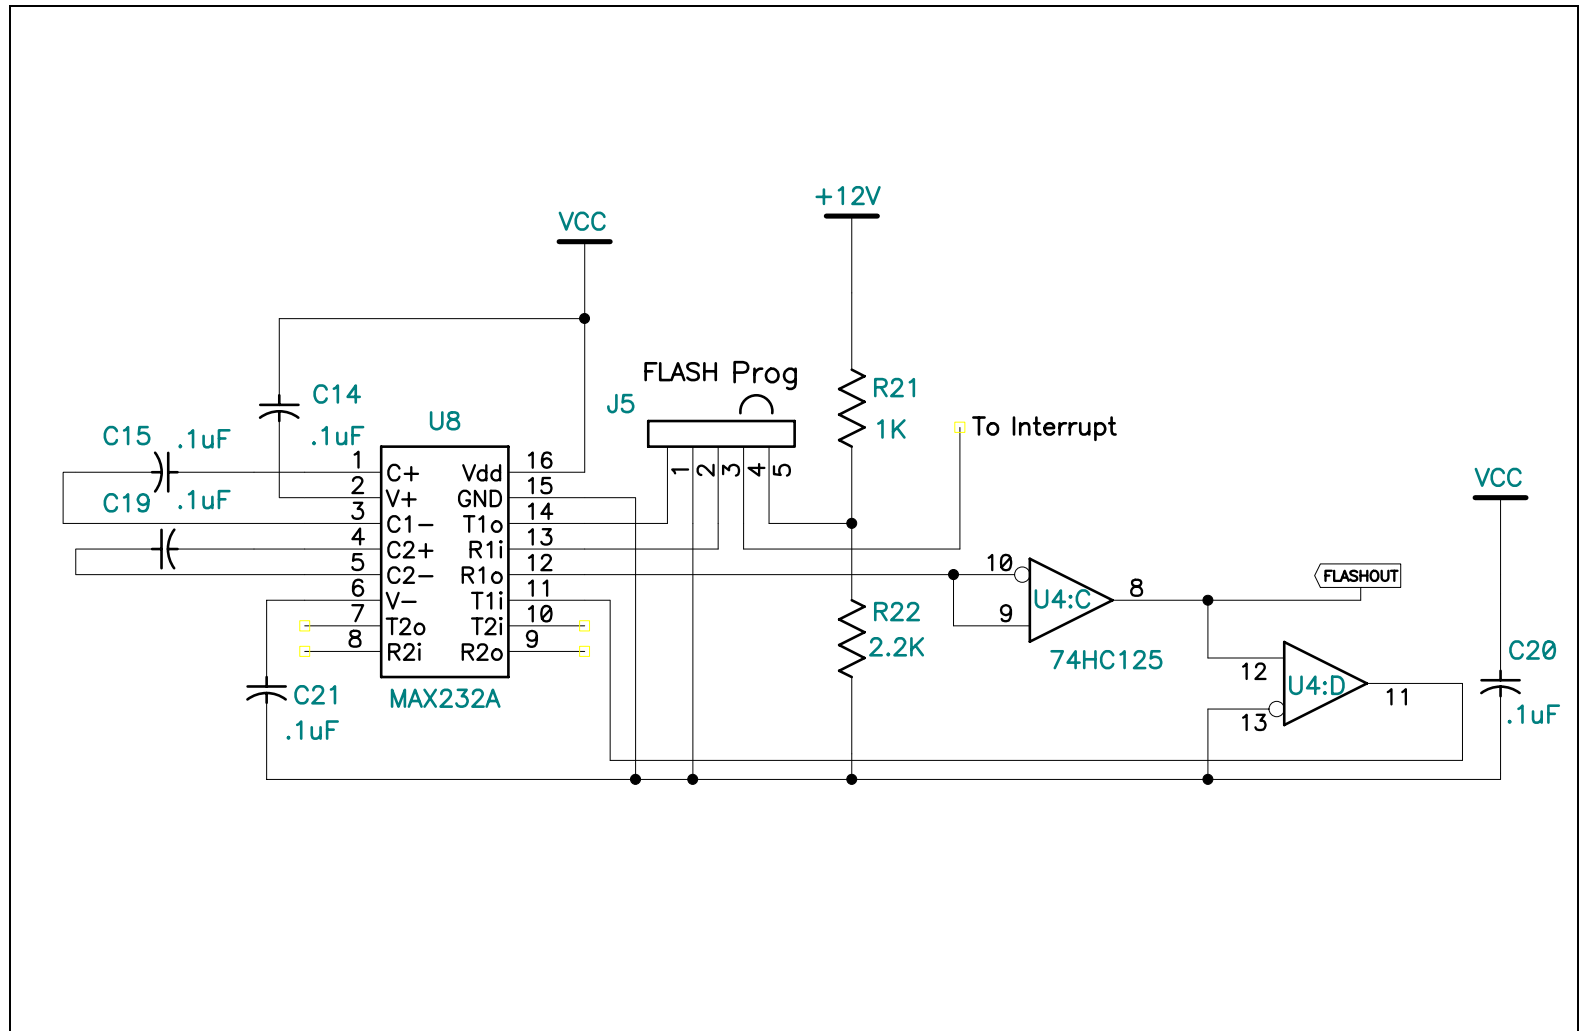 +12V
VCC
FLASH Prog
J5
R21
1K
To Interrupt
C14
.1uF
U8
C15 .1uF
C19 .1uF
1 C+ Vdd 16
2 V+ GND 15
3 C1- T1o 14
4 C2+ R1i 13
5 C2- R1o 12
6 V- T1i 11
7 T2o T2i 10
8 R2i R2o 9
MAX232A
1 2 3 4 5
VCC
10
9
U4:C
8
74HC125
FLASHOUT
R22
2.2K
12
13
U4:D
11
C20
.1uF
C21
.1uF